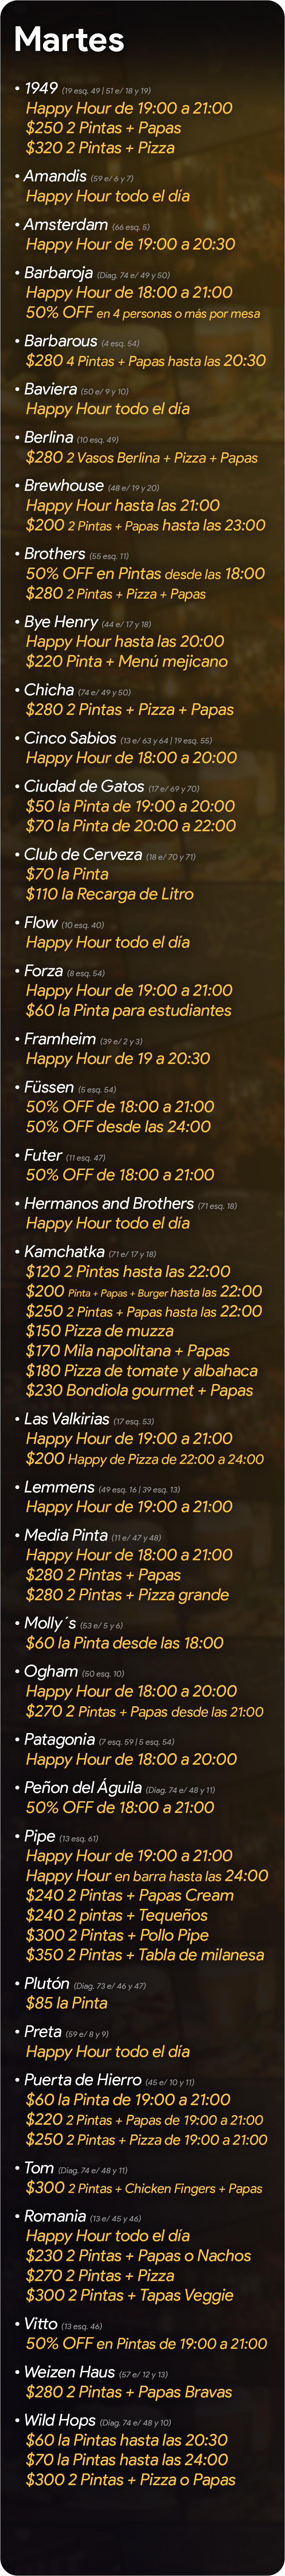 Martes
• 1949 (19 esq. 49 | 51 e/ 18 y 19)
Happy Hour de 19:00 a 21:00
$250 2 Pintas + Papas
$320 2 Pintas + Pizza
• Amandis (59 e/ 6 y 7)
Happy Hour todo el día
• Amsterdam (66 esq. 5)
Happy Hour de 19:00 a 20:30
• Barbaroja (Diag. 74 e/ 49 y 50)
Happy Hour de 18:00 a 21:00
50% OFF en 4 personas o más por mesa
• Barbarous (4 esq. 54)
$280 4 Pintas + Papas hasta las 20:30
• Baviera (50 e/ 9 y 10)
Happy Hour todo el día
• Berlina (10 esq. 49)
$280 2 Vasos Berlina + Pizza + Papas
• Brewhouse (48 e/ 19 y 20)
Happy Hour hasta las 21:00
$200 2 Pintas + Papas hasta las 23:00
• Brothers (55 esq. 11)
50% OFF en Pintas desde las 18:00
$280 2 Pintas + Pizza + Papas
• Bye Henry (44 e/ 17 y 18)
Happy Hour hasta las 20:00
$220 Pinta + Menú mejicano
• Chicha (74 e/ 49 y 50)
$280 2 Pintas + Pizza + Papas
• Cinco Sabios (13 e/ 63 y 64 | 19 esq. 55)
Happy Hour de 18:00 a 20:00
• Ciudad de Gatos (17 e/ 69 y 70)
$50 la Pinta de 19:00 a 20:00
$70 la Pinta de 20:00 a 22:00
• Club de Cerveza (18 e/ 70 y 71)
$70 la Pinta
$110 la Recarga de Litro
• Flow (10 esq. 40)
Happy Hour todo el día
• Forza (8 esq. 54)
Happy Hour de 19:00 a 21:00
$60 la Pinta para estudiantes
• Framheim (39 e/ 2 y 3)
Happy Hour de 19 a 20:30
• Füssen (5 esq. 54)
50% OFF de 18:00 a 21:00
50% OFF desde las 24:00
• Futer (11 esq. 47)
50% OFF de 18:00 a 21:00
• Hermanos and Brothers (71 esq. 18)
Happy Hour todo el día
• Kamchatka (71 e/ 17 y 18)
$120 2 Pintas hasta las 22:00
$200 Pinta + Papas + Burger hasta las 22:00
$250 2 Pintas + Papas hasta las 22:00
$150 Pizza de muzza
$170 Mila napolitana + Papas
$180 Pizza de tomate y albahaca
$230 Bondiola gourmet + Papas
• Las Valkirias (17 esq. 53)
Happy Hour de 19:00 a 21:00
$200 Happy de Pizza de 22:00 a 24:00
• Lemmens (49 esq. 16 | 39 esq. 13)
Happy Hour de 19:00 a 21:00
• Media Pinta (11 e/ 47 y 48)
Happy Hour de 18:00 a 21:00
$280 2 Pintas + Papas
$280 2 Pintas + Pizza grande
• Molly´s (53 e/ 5 y 6)
$60 la Pinta desde las 18:00
• Ogham (50 esq. 10)
Happy Hour de 18:00 a 20:00
$270 2 Pintas + Papas desde las 21:00
• Patagonia (7 esq. 59 | 5 esq. 54)
Happy Hour de 18:00 a 20:00
• Peñon del Águila (Diag. 74 e/ 48 y 11)
50% OFF de 18:00 a 21:00
• Pipe (13 esq. 61)
Happy Hour de 19:00 a 21:00
Happy Hour en barra hasta las 24:00
$240 2 Pintas + Papas Cream
$240 2 pintas + Tequeños
$300 2 Pintas + Pollo Pipe
$350 2 Pintas + Tabla de milanesa
• Plutón (Diag. 73 e/ 46 y 47)
$85 la Pinta
• Preta (59 e/ 8 y 9)
Happy Hour todo el día
• Puerta de Hierro (45 e/ 10 y 11)
$60 la Pinta de 19:00 a 21:00
$220 2 Pintas + Papas de 19:00 a 21:00
$250 2 Pintas + Pizza de 19:00 a 21:00
• Tom (Diag. 74 e/ 48 y 11)
$300 2 Pintas + Chicken Fingers + Papas
• Romania (13 e/ 45 y 46)
Happy Hour todo el día
$230 2 Pintas + Papas o Nachos
$270 2 Pintas + Pizza
$300 2 Pintas + Tapas Veggie
• Vitto (13 esq. 46)
50% OFF en Pintas de 19:00 a 21:00
• Weizen Haus (57 e/ 12 y 13)
$280 2 Pintas + Papas Bravas
• Wild Hops (Diag. 74 e/ 48 y 10)
$60 la Pintas hasta las 20:30
$70 la Pintas hasta las 24:00
$300 2 Pintas + Pizza o Papas